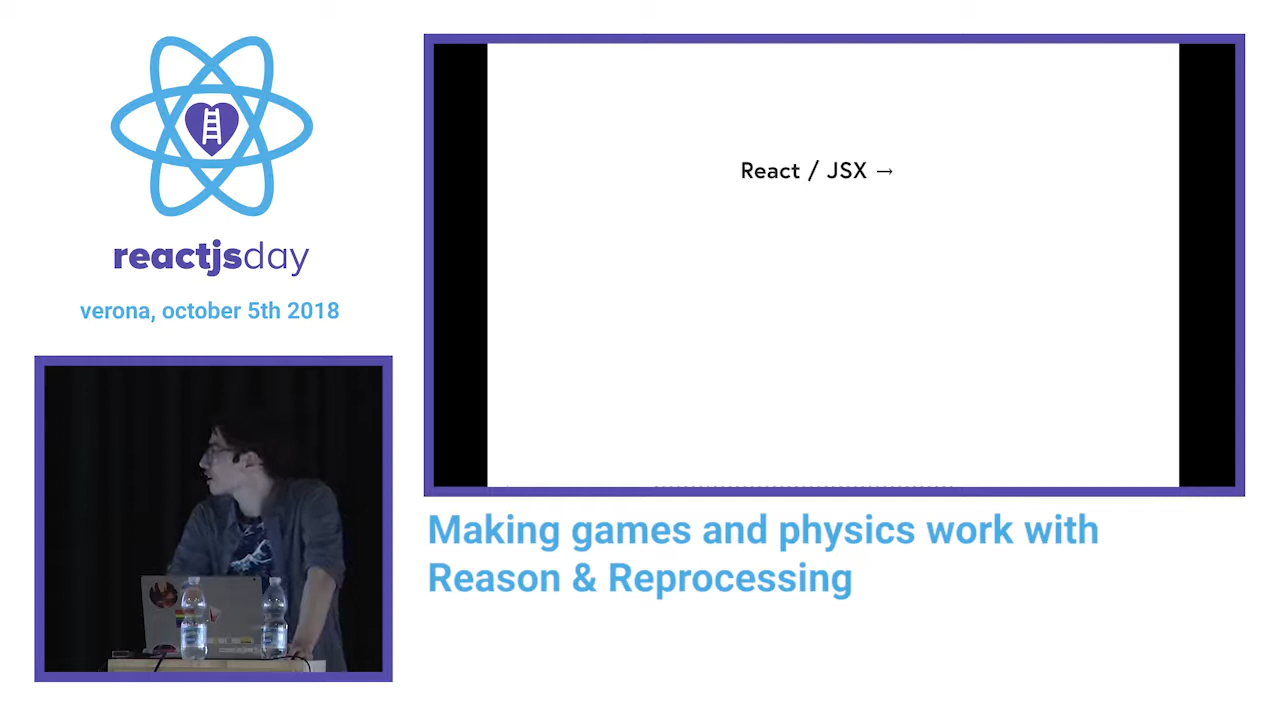 reactjsday
verona, october 5th 2018
React / JSX →
Making games and physics work with
Reason & Reprocessing